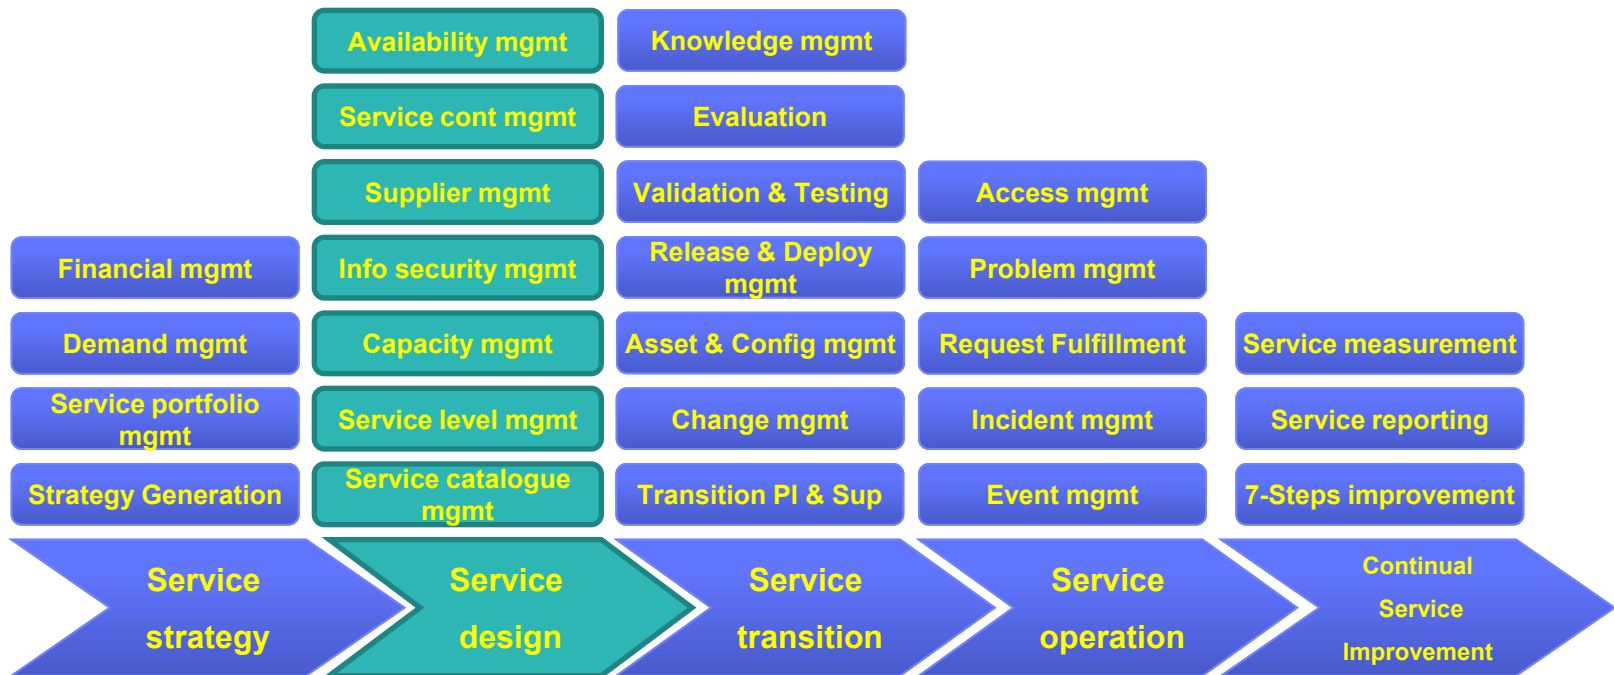 Availability mgmt
Knowledge mgmt
Service cont mgmt
Evaluation
Supplier mgmt
Validation & Testing
Access mgmt
Financial mgmt
Info security mgmt
Release & Deploy
mgmt
Problem mgmt
Demand mgmt
Capacity mgmt
Asset & Config mgmt
Request Fulfillment
Service measurement
Service portfolio
mgmt
Service level mgmt
Change mgmt
Incident mgmt
Service reporting
Strategy Generation
Service catalogue
mgmt
Transition Pl & Sup
Event mgmt
7-Steps improvement
Service
strategy
Service
design
Service
transition
Service
operation
Continual
Service
Improvement